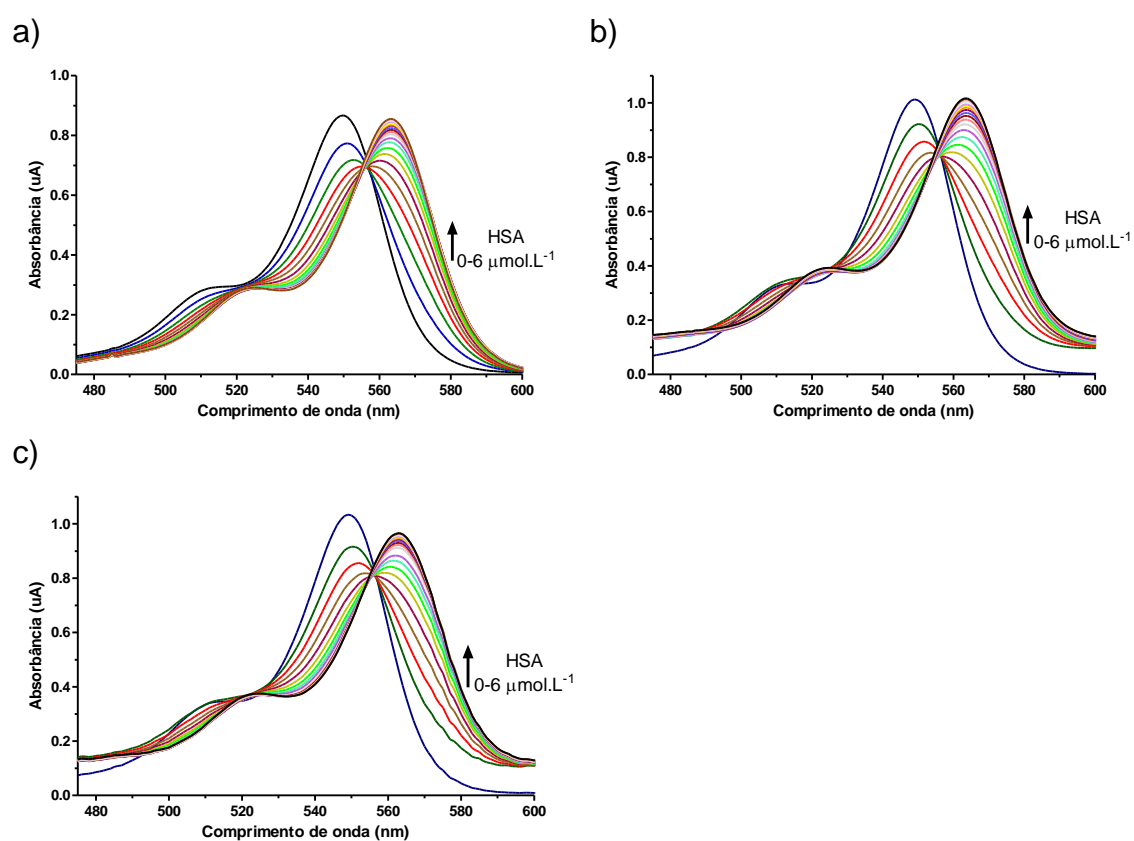 a)
1.0
0.8
0.6
0.4
0.2
0.0
Absorbância (uA)
480 500 520 540 560 580 600
Comprimento de onda (nm)
HSA
0-6 μmol.L⁻¹
b)
1.0
0.8
0.6
0.4
0.2
0.0
Absorbância (uA)
480 500 520 540 560 580 600
Comprimento de onda (nm)
HSA
0-6 μmol.L⁻¹
c)
1.0
0.8
0.6
0.4
0.2
0.0
Absorbância (uA)
480 500 520 540 560 580 600
Comprimento de onda (nm)
HSA
0-6 μmol.L⁻¹